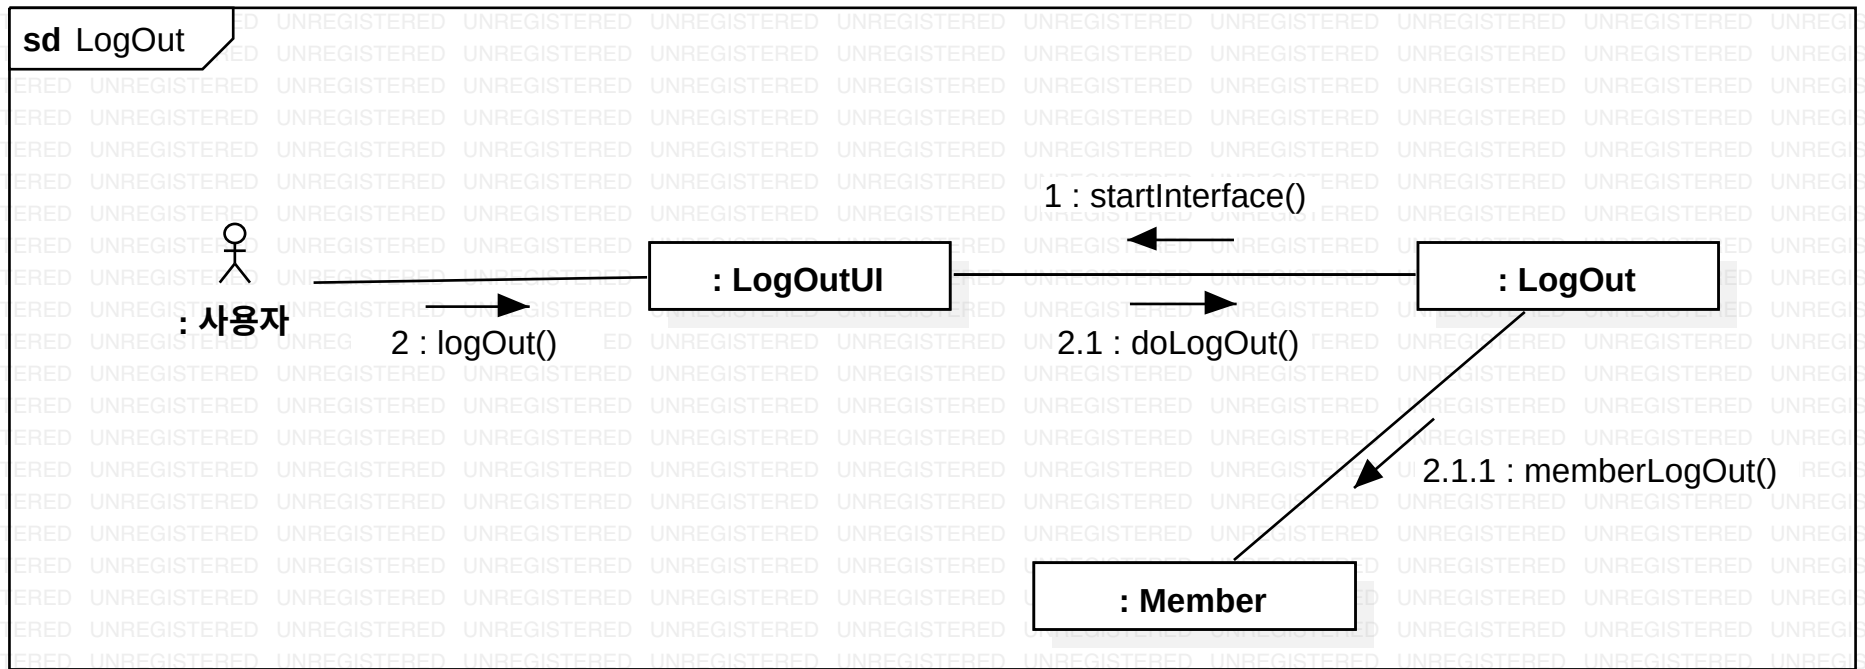 sd LogOut
1 : startInterface()
: LogOutUI
: LogOut
: 사용자
2 : logOut()
2.1 : doLogOut()
2.1.1 : memberLogOut()
: Member
UNREGISTERED